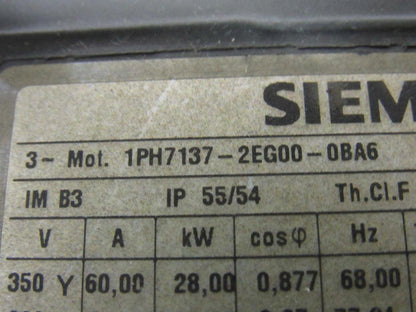 SIEM
3~ Mot. 1PH7137-2EG00-0BA6
IM B3 IP 55/54 Th.Cl.F
V A kW cosφ Hz
350 Y 60,00 28,00 0,877 68,00